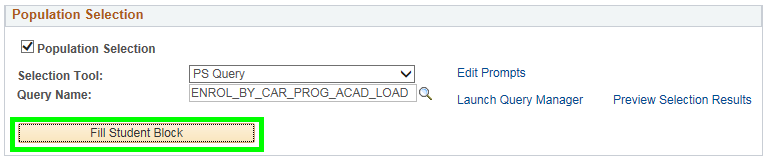 Population Selection
Population Selection
Selection Tool: PS Query Edit Prompts
Query Name: ENROL_BY_CAR_PROG_ACAD_LOAD
Launch Query Manager Preview Selection Results
Fill Student Block